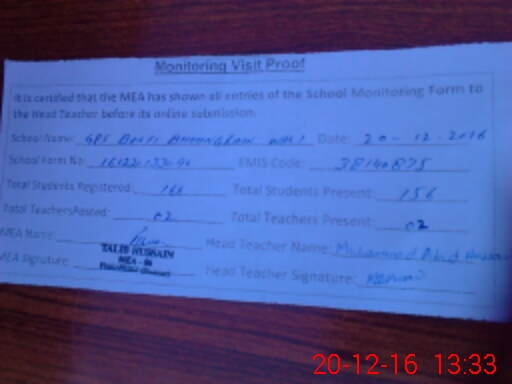 Monitoring Visit Proof
It is certified that the MEA has shown all entries of the School Monitoring Form to
the Head Teacher before its online submission.
School Name: GPS Basti Date: 20-12-2016
School Form No. EMIS Code: 38140875
Total Students Registered: 166 Total Students Present: 156
Total Teachers Posted: 02 Total Teachers Present: 02
MEA Name: Head Teacher Name: Muhammad
TALIB HUSSAIN
MEA Signature: Head Teacher Signature:
20-12-16 13:33